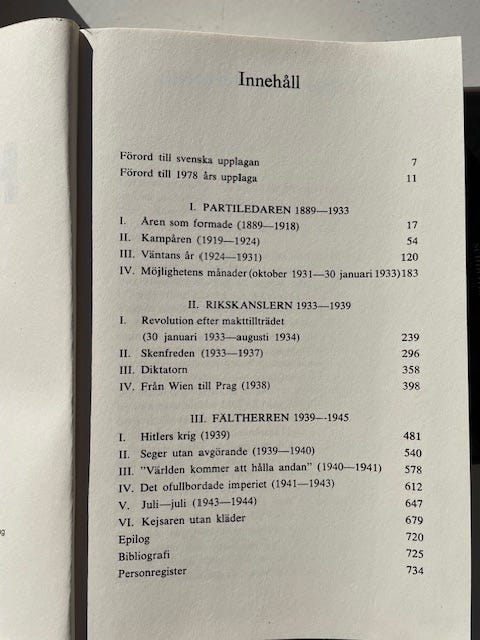 Innehåll
Förord till svenska upplagan 7
Förord till 1978 års upplaga 11
I. PARTILEDAREN 1889—1933
I. Åren som formade (1889—1918) 17
II. Kampåren (1919—1924) 54
III. Väntans år (1924—1931) 120
IV. Möjlighetens månader (oktober 1931—30 januari 1933) 183
II. RIKSKANSLERN 1933—1939
I. Revolution efter makttillträdet
(30 januari 1933—augusti 1934) 239
II. Skenfreden (1933—1937) 296
III. Diktatorn 358
IV. Från Wien till Prag (1938) 398
III. FÄLTHERREN 1939—1945
I. Hitlers krig (1939) 481
II. Seger utan avgörande (1939—1940) 540
III. "Världen kommer att hålla andan" (1940—1941) 578
IV. Det ofullbordade imperiet (1941—1943) 612
V. Juli—juli (1943—1944) 647
VI. Kejsaren utan kläder 679
Epilog 720
Bibliografi 725
Personregister 734